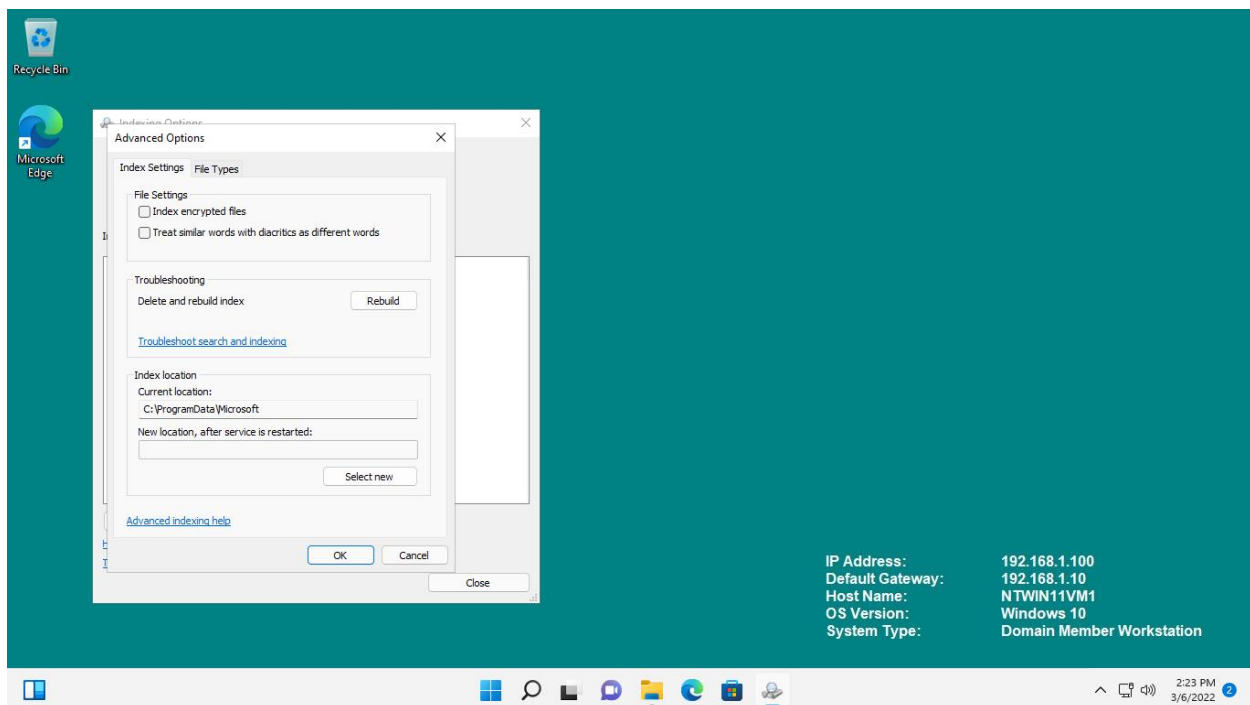 Recycle Bin
Microsoft
Edge
Indexing Options
Advanced Options
Index Settings
File Types
File Settings
Index encrypted files
Treat similar words with diacritics as different words
Troubleshooting
Delete and rebuild index
Rebuild
Troubleshoot search and indexing
Index location
Current location:
C:\ProgramData\Microsoft
New location, after service is restarted:
Select new
Advanced indexing help
OK
Cancel
Close
IP Address: 192.168.1.100
Default Gateway: 192.168.1.10
Host Name: NTWIN11VM1
OS Version: Windows 10
System Type: Domain Member Workstation
2:23 PM
3/6/2022
2